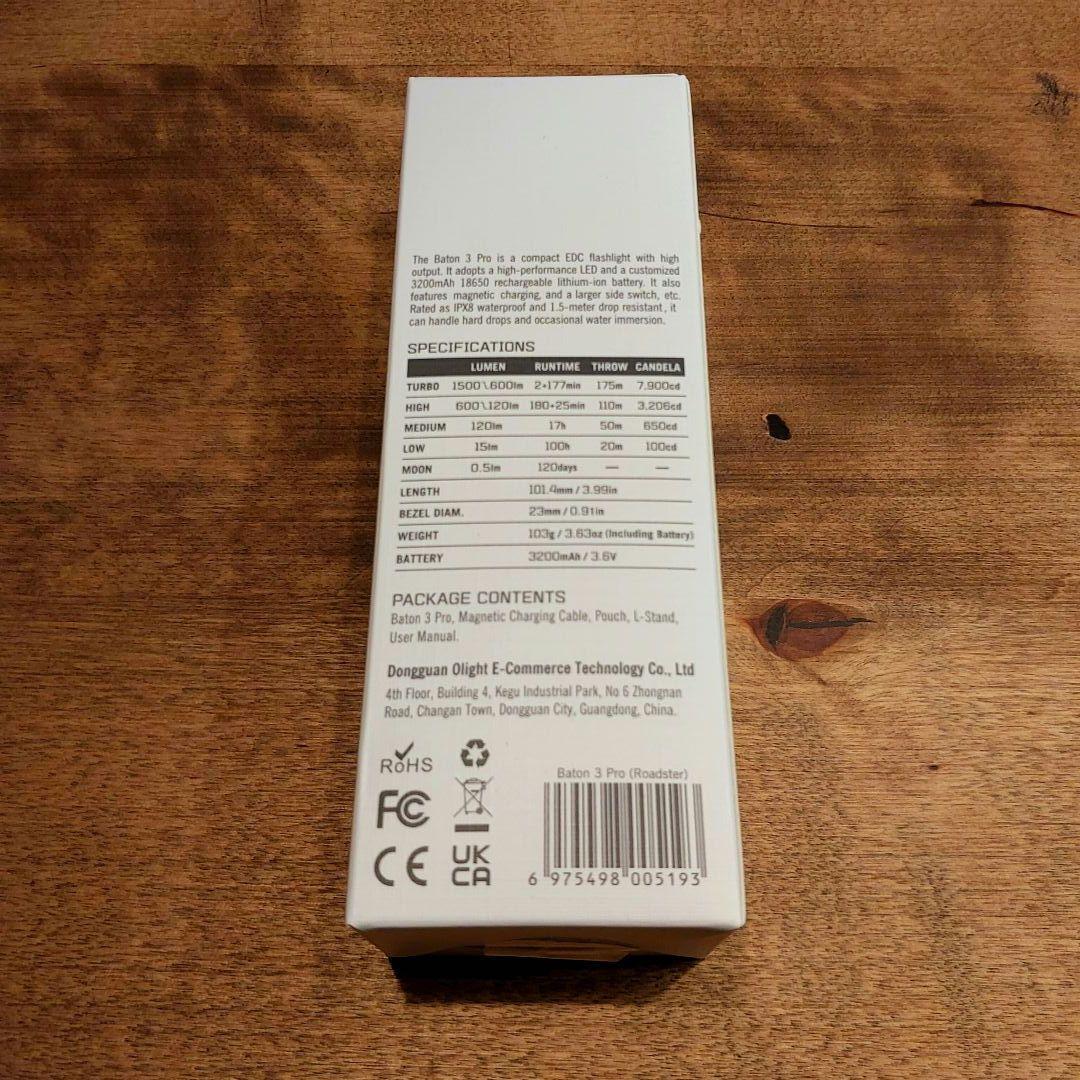 The Baton 3 Pro is a compact EDC flashlight with high
output. It adopts a high-performance LED and a customized
3200mAh 18650 rechargeable lithium-ion battery. It also
features magnetic charging, and a larger side switch, etc.
Rated as IPX8 waterproof and 1.5-meter drop resistant, it
can handle hard drops and occasional water immersion.
SPECIFICATIONS
LUMEN RUNTIME THROW CANDELA
TURBO 1500\600lm 2+177min 175m 7,900cd
HIGH 600\120lm 180+25min 110m 3,206cd
MEDIUM 120lm 17h 50m 650cd
LOW 15lm 100h 20m 100cd
MOON 0.5lm 120days — —
LENGTH 101.4mm / 3.99in
BEZEL DIAM. 23mm / 0.91in
WEIGHT 103g / 3.63oz (Including Battery)
BATTERY 3200mAh / 3.6V
PACKAGE CONTENTS
Baton 3 Pro, Magnetic Charging Cable, Pouch, L-Stand,
User Manual.
Dongguan Olight E-Commerce Technology Co., Ltd
4th Floor, Building 4, Kegu Industrial Park, No 6 Zhongnan
Road, Changan Town, Dongguan City, Guangdong, China.
RoHS
FC
CE
UK
CA
Baton 3 Pro (Roadster)
6 975498 005193